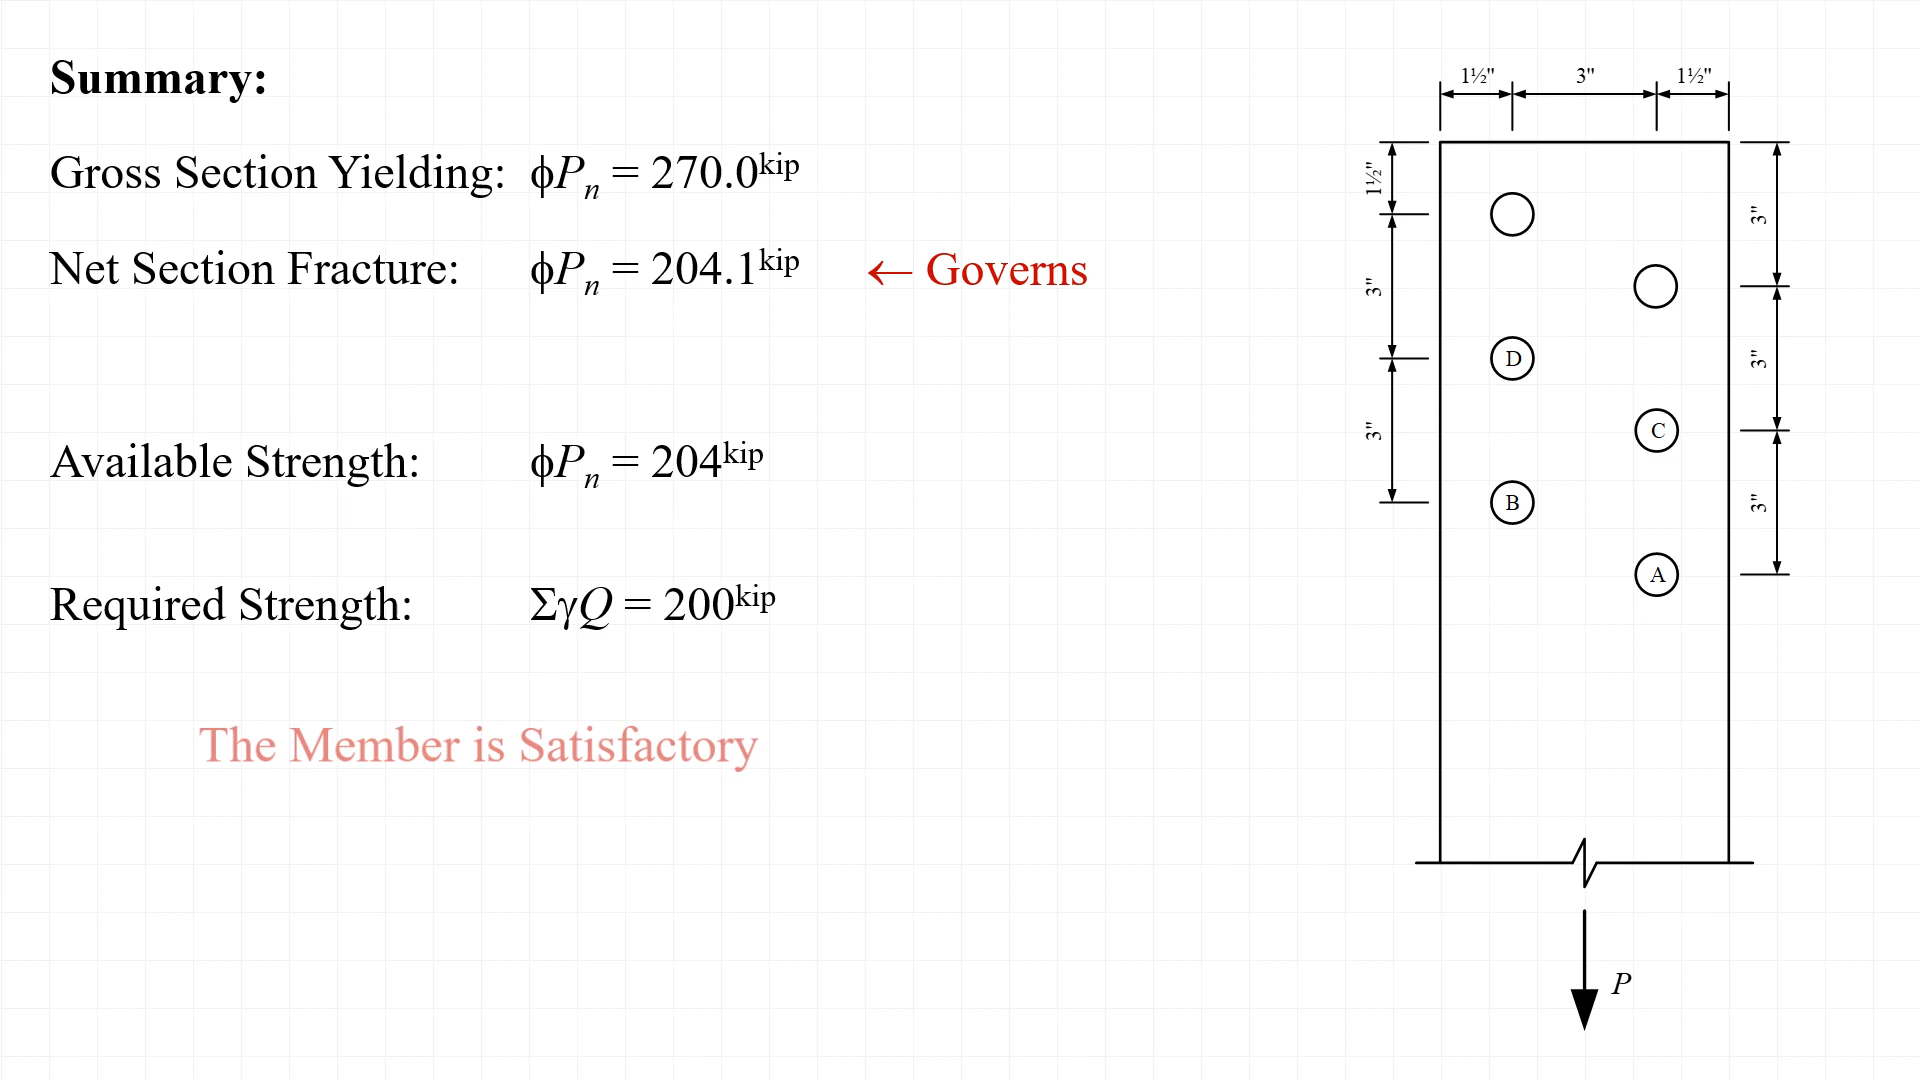 Summary:
Gross Section Yielding: ϕPn = 270.0kip
Net Section Fracture: ϕPn = 204.1kip ← Governs
Available Strength: ϕPn = 204kip
Required Strength: ΣγQ = 200kip
The Member is Satisfactory
1½" 3" 1½"
1½"
3"
3"
3"
3"
3"
D
C
B
A
P